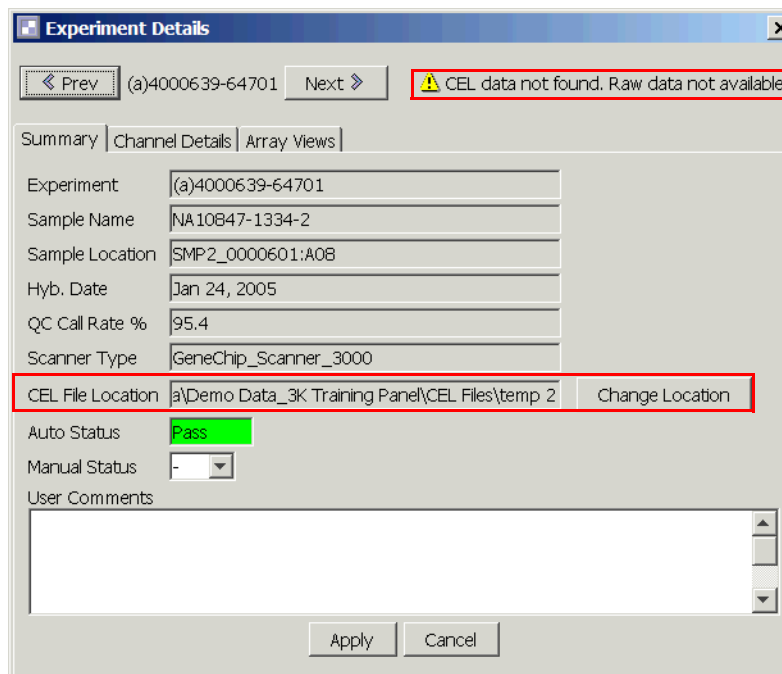 Experiment Details
Prev (a)4000639-64701 Next CEL data not found. Raw data not available
Summary Channel Details Array Views
Experiment (a)4000639-64701
Sample Name NA10847-1334-2
Sample Location SMP2_0000601:A08
Hyb. Date Jan 24, 2005
QC Call Rate % 95.4
Scanner Type GeneChip_Scanner_3000
CEL File Location a\Demo Data_3K Training Panel\CEL Files\temp 2 Change Location
Auto Status Pass
Manual Status -
User Comments
Apply Cancel